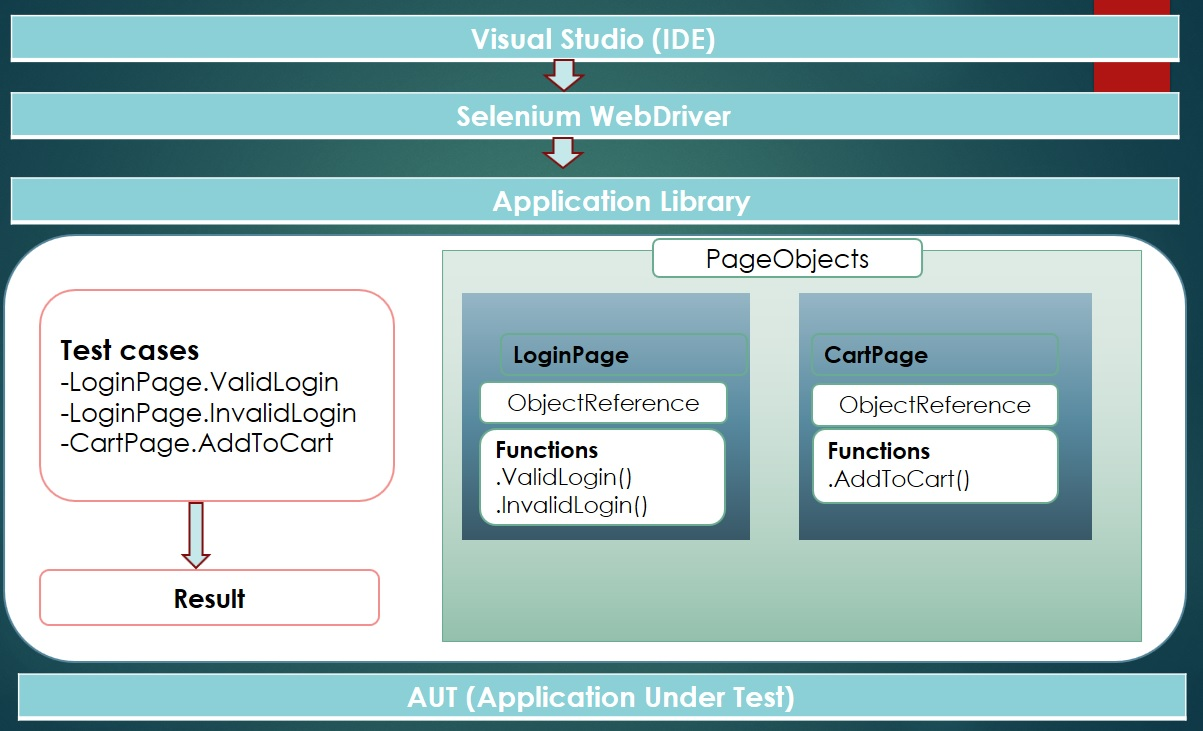 Visual Studio (IDE)
Selenium WebDriver
Application Library
PageObjects
Test cases
-LoginPage.ValidLogin
-LoginPage.InvalidLogin
-CartPage.AddToCart
Result
LoginPage
ObjectReference
Functions
.ValidLogin()
.InvalidLogin()
CartPage
ObjectReference
Functions
.AddToCart()
AUT (Application Under Test)